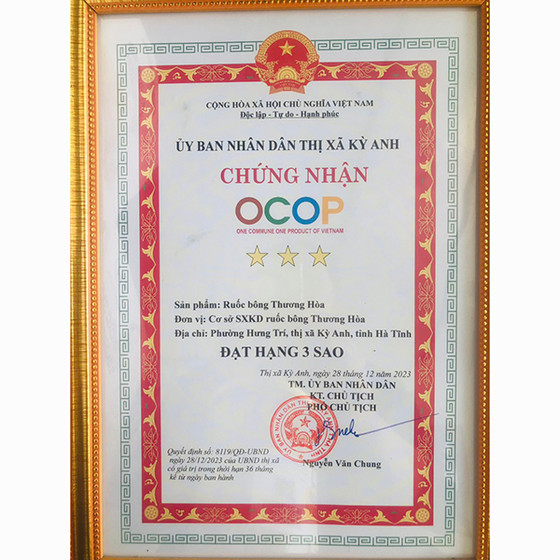 CỘNG HÒA XÃ HỘI CHỦ NGHĨA VIỆT NAM
Độc lập - Tự do - Hạnh phúc
ỦY BAN NHÂN DÂN THỊ XÃ KỲ ANH
CHỨNG NHẬN
OCOP
ONE COMMUNE ONE PRODUCT OF VIETNAM
Sản phẩm: Ruốc bông Thương Hòa
Đơn vị: Cơ sở SXKD ruốc bông Thương Hòa
Địa chỉ: Phường Hưng Trí, thị xã Kỳ Anh, tỉnh Hà Tĩnh
ĐẠT HẠNG 3 SAO
Thị xã Kỳ Anh, ngày 28 tháng 12 năm 2023
TM. ỦY BAN NHÂN DÂN
KT. CHỦ TỊCH
PHÓ CHỦ TỊCH
Quyết định số: 8119/QĐ-UBND
ngày 28/12/2023 của UBND thị xã
có giá trị trong thời hạn 36 tháng
kể từ ngày ban hành
Nguyễn Văn Chung